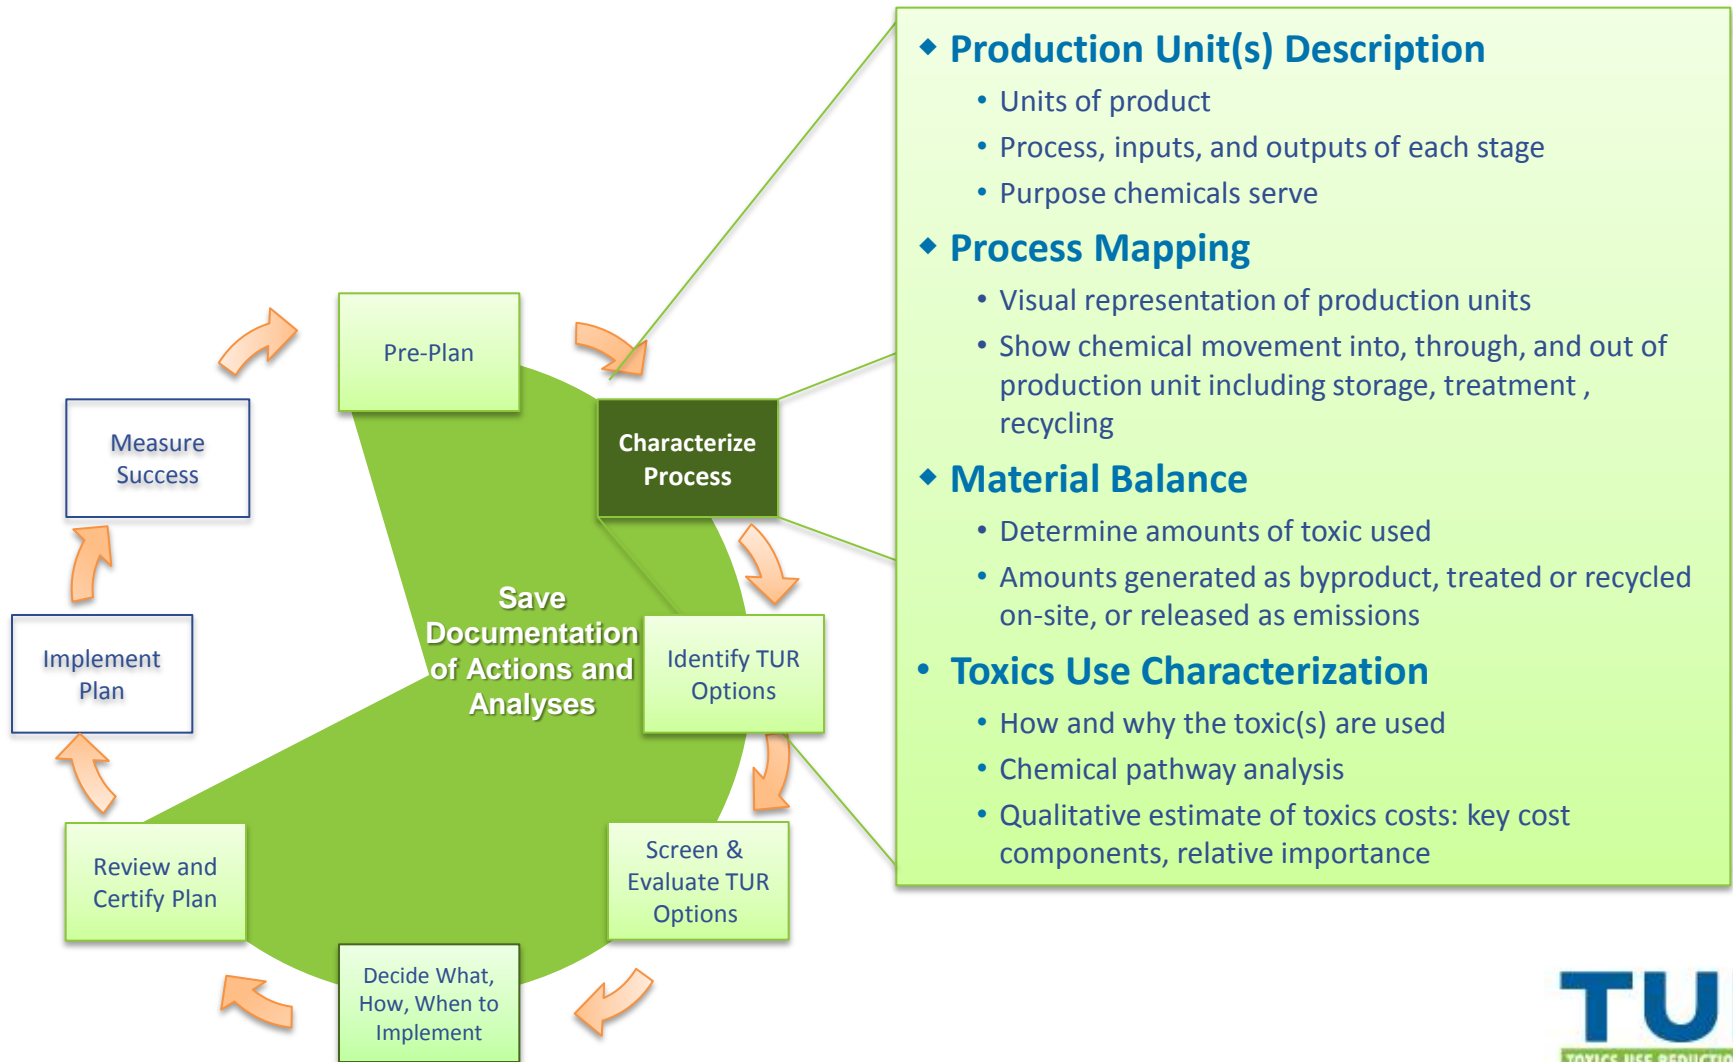 Pre-Plan
Characterize
Process
Identify TUR
Options
Screen &
Evaluate TUR
Options
Decide What,
How, When to
Implement
Review and
Certify Plan
Implement
Plan
Measure
Success
Save
Documentation
of Actions and
Analyses
◆ Production Unit(s) Description
• Units of product
• Process, inputs, and outputs of each stage
• Purpose chemicals serve
◆ Process Mapping
• Visual representation of production units
• Show chemical movement into, through, and out of
production unit including storage, treatment ,
recycling
◆ Material Balance
• Determine amounts of toxic used
• Amounts generated as byproduct, treated or recycled
on-site, or released as emissions
• Toxics Use Characterization
• How and why the toxic(s) are used
• Chemical pathway analysis
• Qualitative estimate of toxics costs: key cost
components, relative importance
TU
TOXICS USE REDUCTION